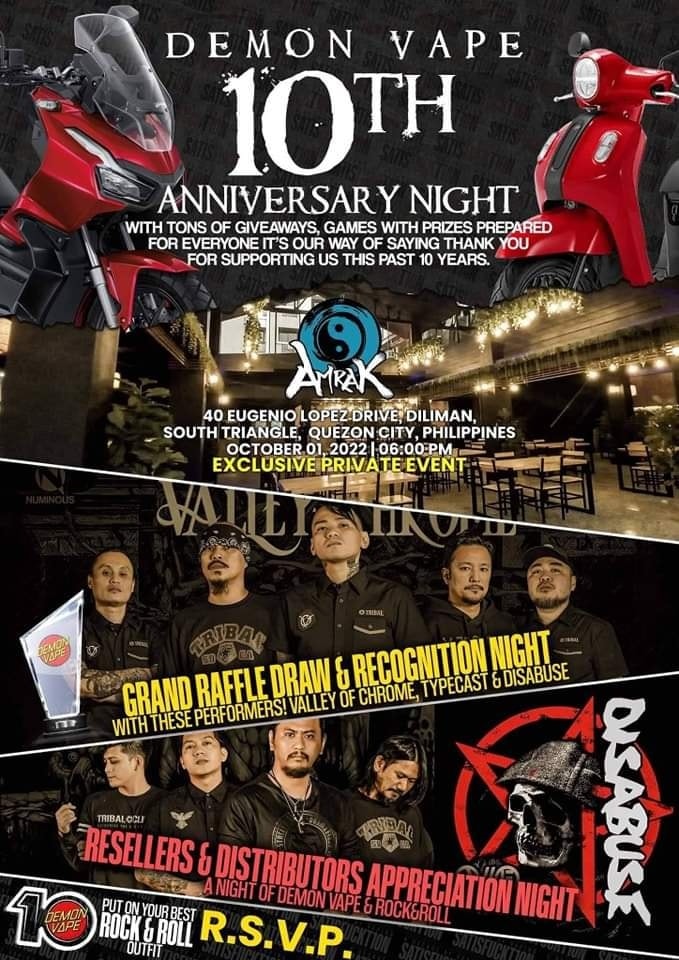 DEMON VAPE
10TH
ANNIVERSARY NIGHT
WITH TONS OF GIVEAWAYS, GAMES WITH PRIZES PREPARED
FOR EVERYONE IT'S OUR WAY OF SAYING THANK YOU
FOR SUPPORTING US THIS PAST 10 YEARS.
AMRAK
40 EUGENIO LOPEZ DRIVE, DILIMAN,
SOUTH TRIANGLE, QUEZON CITY, PHILIPPINES
OCTOBER 01, 2022 | 06:00 PM
EXCLUSIVE PRIVATE EVENT
NUMINOUS
VALLEY CHROME
TRIBAL
TRIBAL
DEMON VAPE
GRAND RAFFLE DRAW & RECOGNITION NIGHT
WITH THESE PERFORMERS! VALLEY OF CHROME, TYPECAST & DISABUSE
DISABUSE
TRIBAL
RESELLERS & DISTRIBUTORS APPRECIATION NIGHT
A NIGHT OF DEMON VAPE & ROCK&ROLL
10 DEMON VAPE
PUT ON YOUR BEST
ROCK & ROLL
OUTFIT
R.S.V.P.